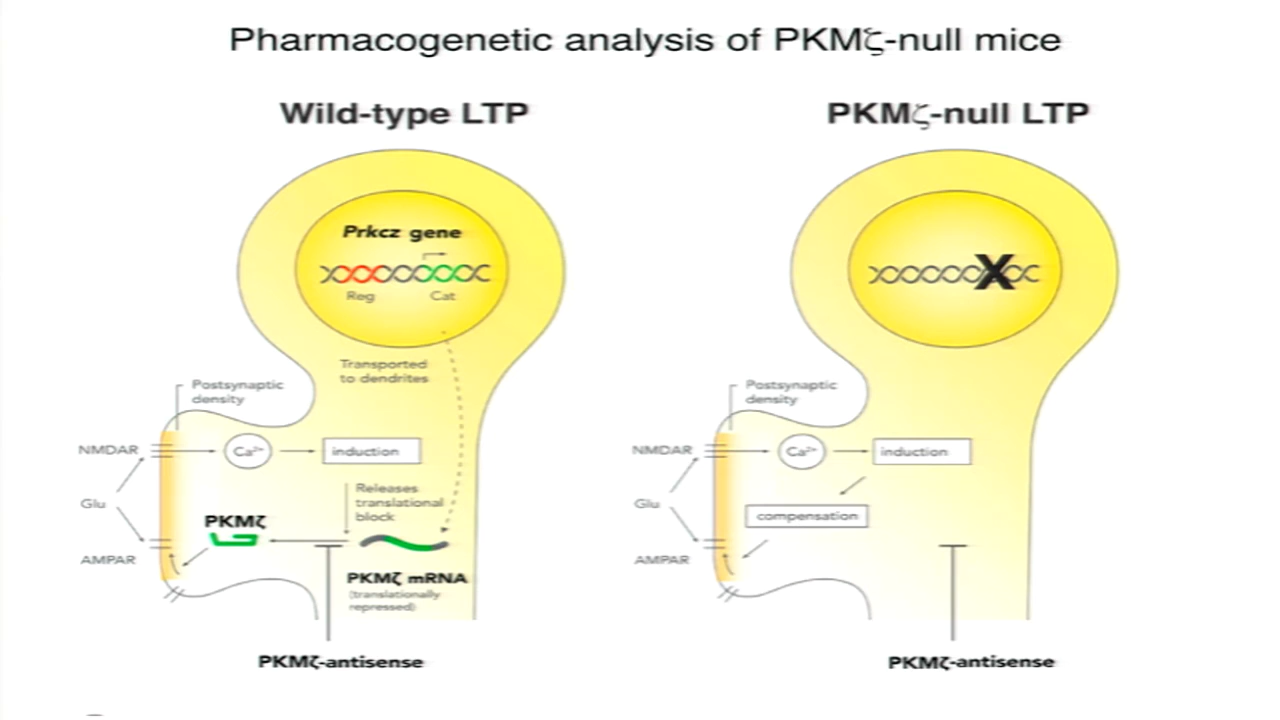 Pharmacogenetic analysis of PKMζ-null mice
Wild-type LTP
Prkcz gene
Reg
Cat
Transported
to dendrites
Postsynaptic
density
NMDAR
Ca²⁺
induction
Glu
Releases
translational
block
PKMζ
AMPAR
PKMζ mRNA
(translationally
repressed)
PKMζ-antisense
PKMζ-null LTP
X
Postsynaptic
density
NMDAR
Ca²⁺
induction
Glu
compensation
AMPAR
PKMζ-antisense